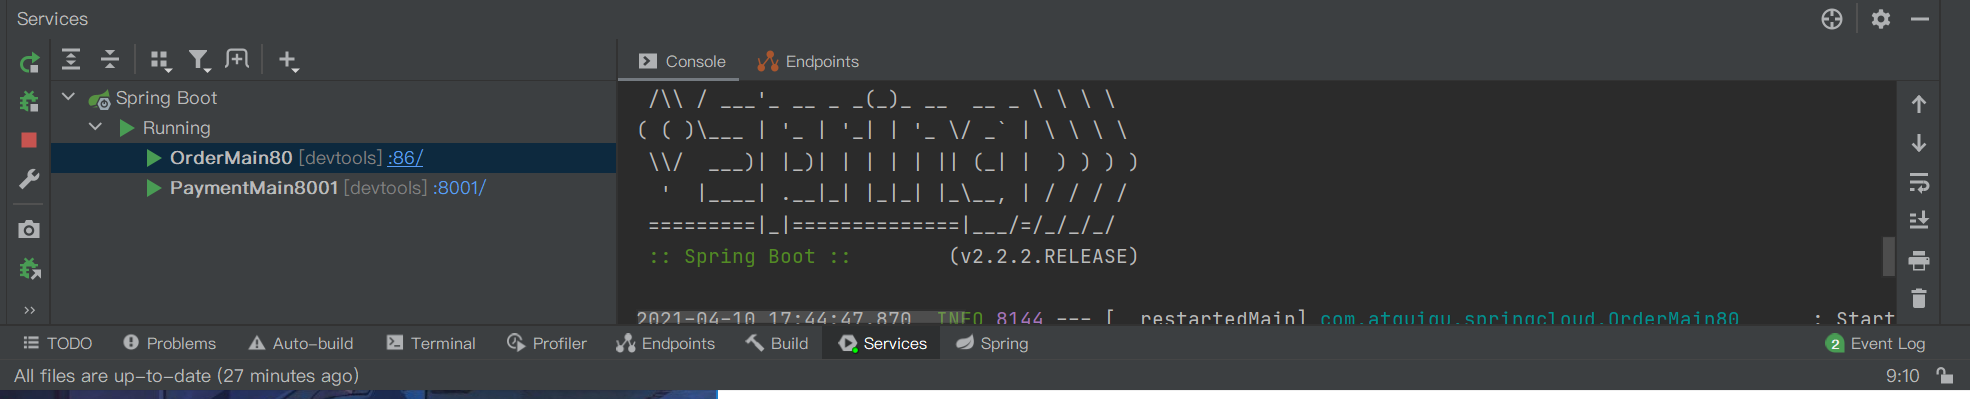 Services
Console
Endpoints
Spring Boot
Running
OrderMain80 [devtools] :86/
PaymentMain8001 [devtools] :8001/
 /\\ / ___'_ __ _ _(_)_ __  __ _ \ \ \ \
( ( )\___ | '_ | '_| | '_ \/ _` | \ \ \ \
 \\/  ___)| |_)| | | | | || (_| |  ) ) ) )
  '  |____| .__|_| |_|_| |_\__, | / / / /
 =========|_|==============|___/=/_/_/_/
 :: Spring Boot ::        (v2.2.2.RELEASE)
2021-04-10 17:44:47.870  INFO 8144 --- [  restartedMain] com.atguigu.springcloud.OrderMain80      : Start
TODO Problems Auto-build Terminal Profiler Endpoints Build Services Spring 2 Event Log
All files are up-to-date (27 minutes ago) 9:10